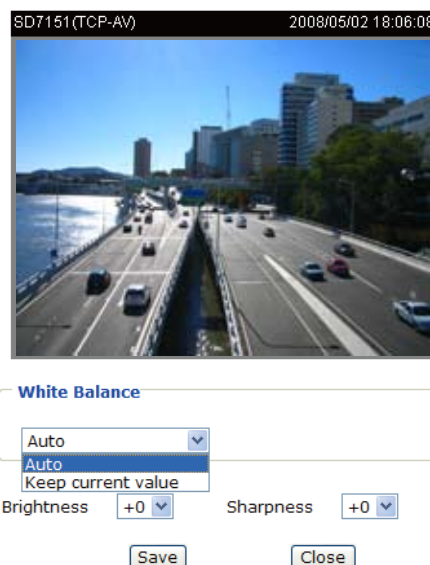 SD7151(TCP-AV) 2008/05/02 18:06:08
White Balance
Auto
Auto
Keep current value
Brightness +0 Sharpness +0
Save Close